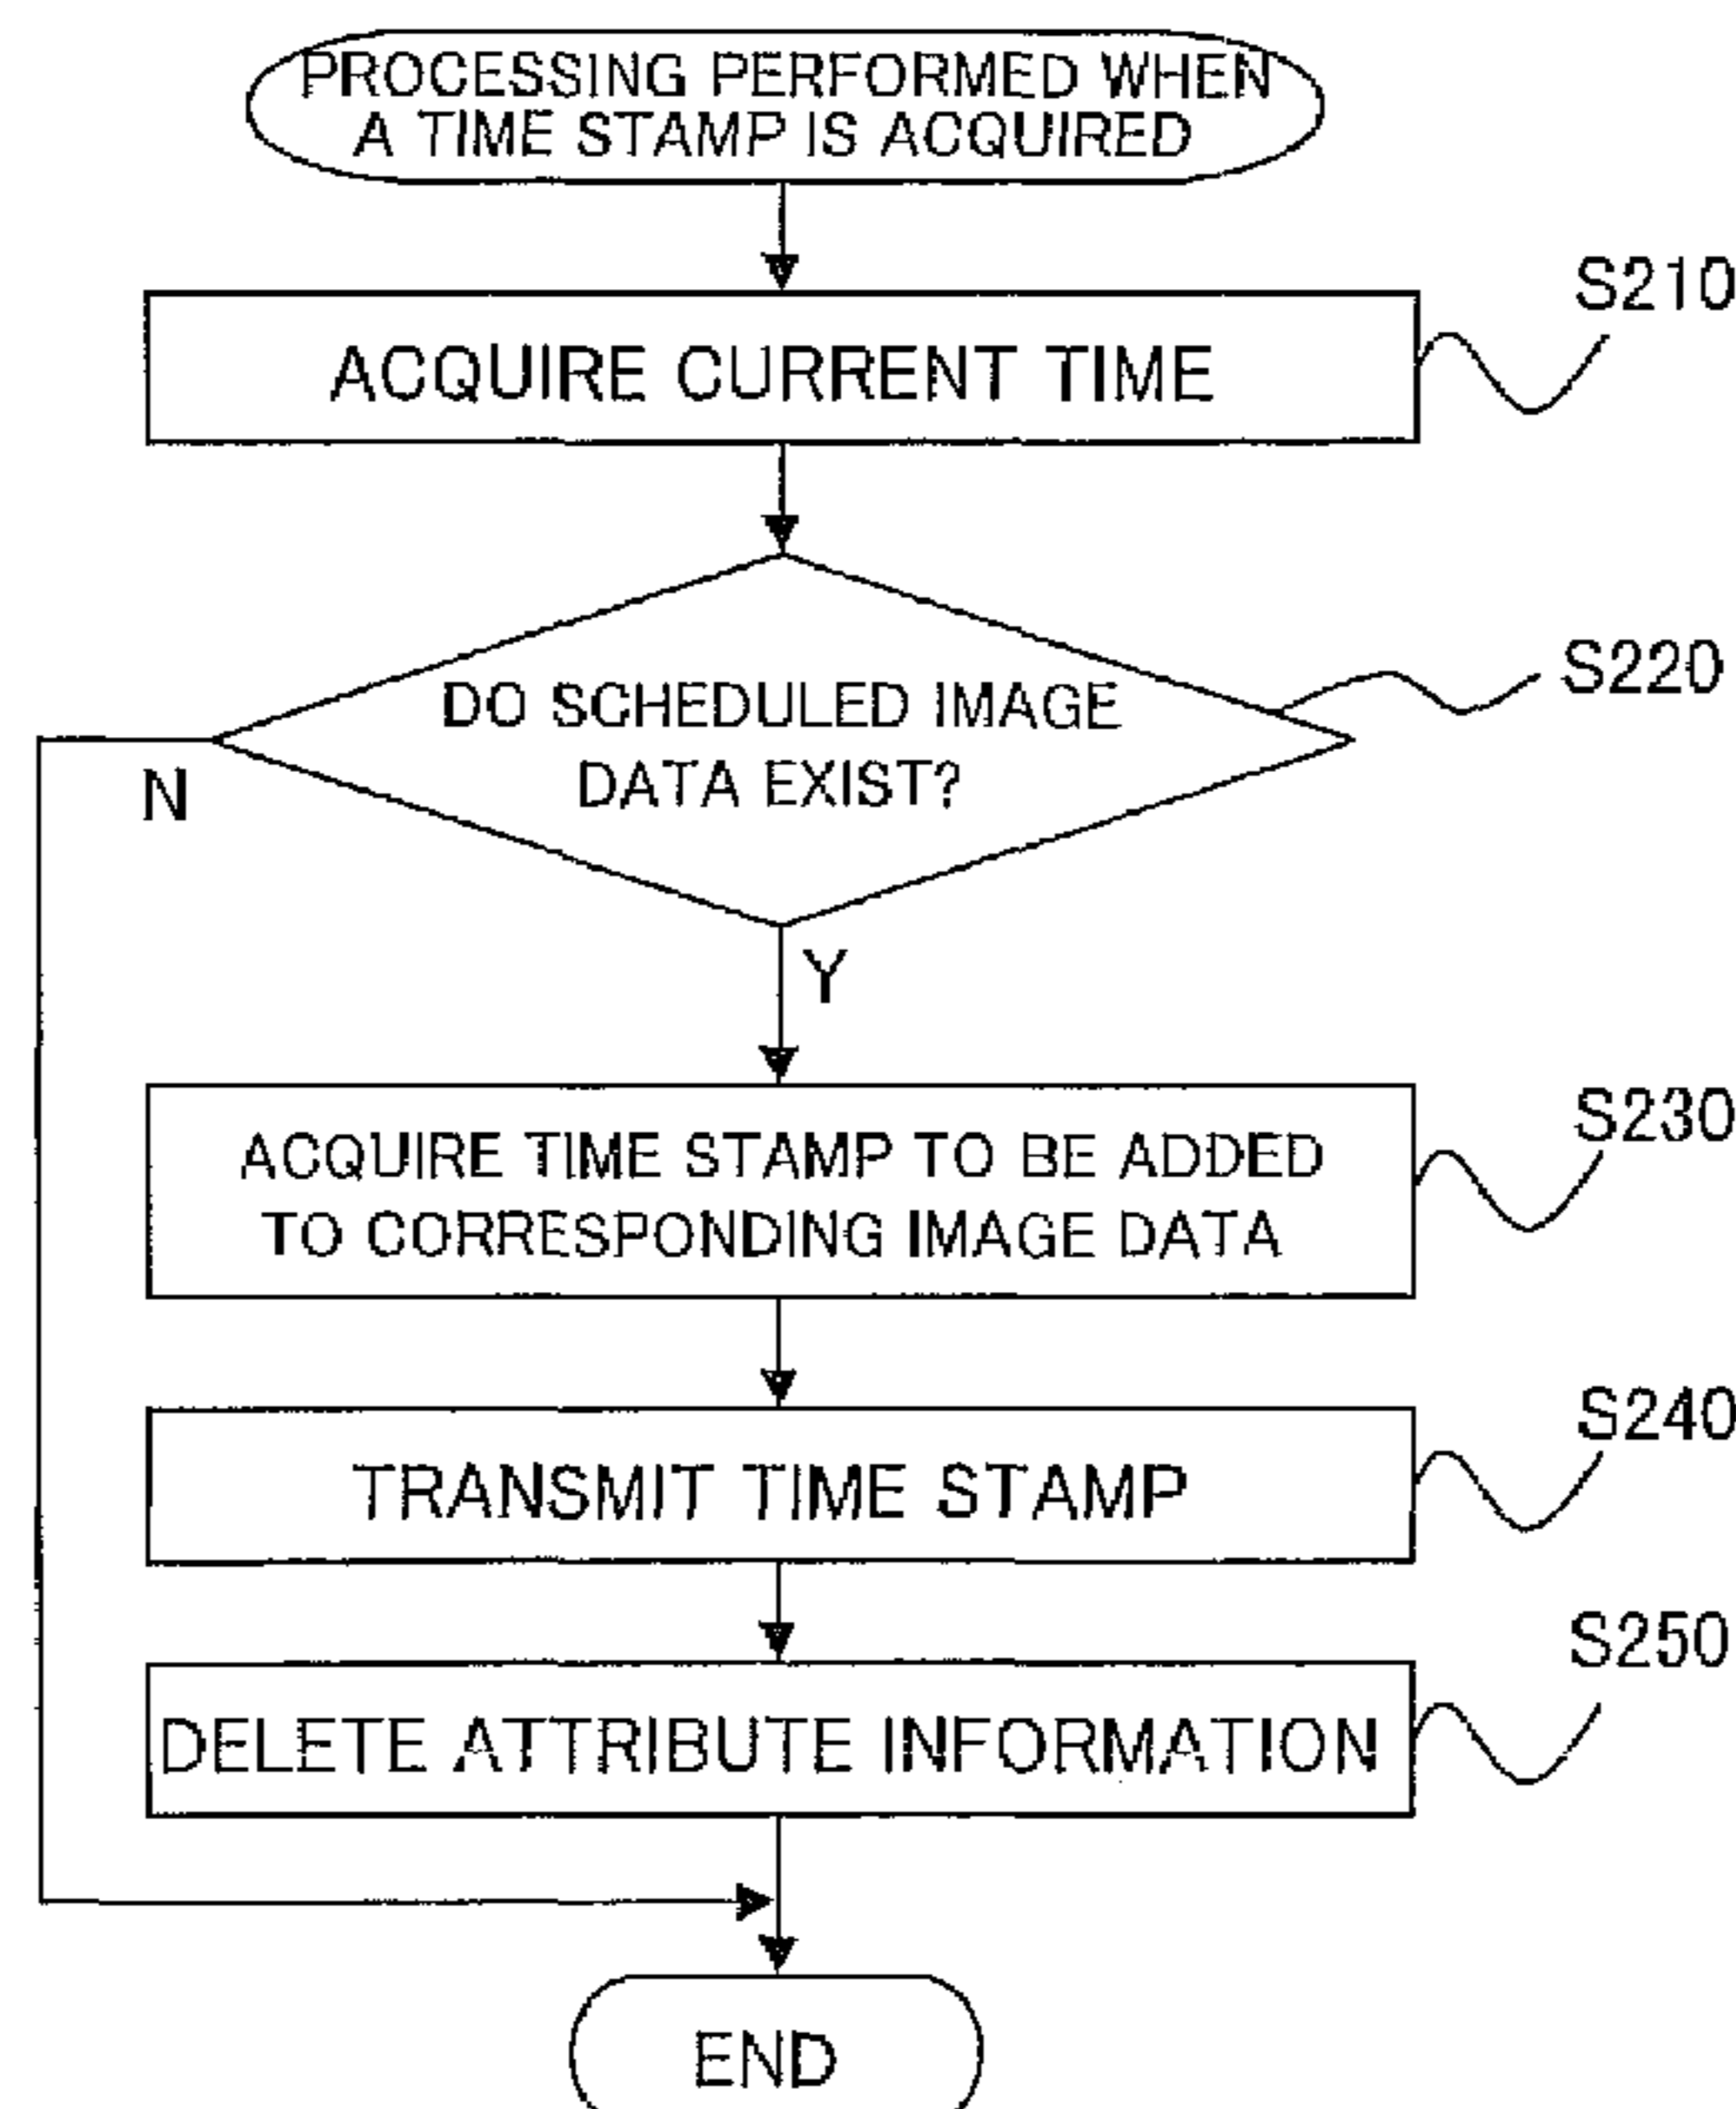 PROCESSING PERFORMED WHEN
A TIME STAMP IS ACQUIRED
S210
ACQUIRE CURRENT TIME
S220
DO SCHEDULED IMAGE
DATA EXIST?
N
Y
S230
ACQUIRE TIME STAMP TO BE ADDED
TO CORRESPONDING IMAGE DATA
S240
TRANSMIT TIME STAMP
S250
DELETE ATTRIBUTE INFORMATION
END